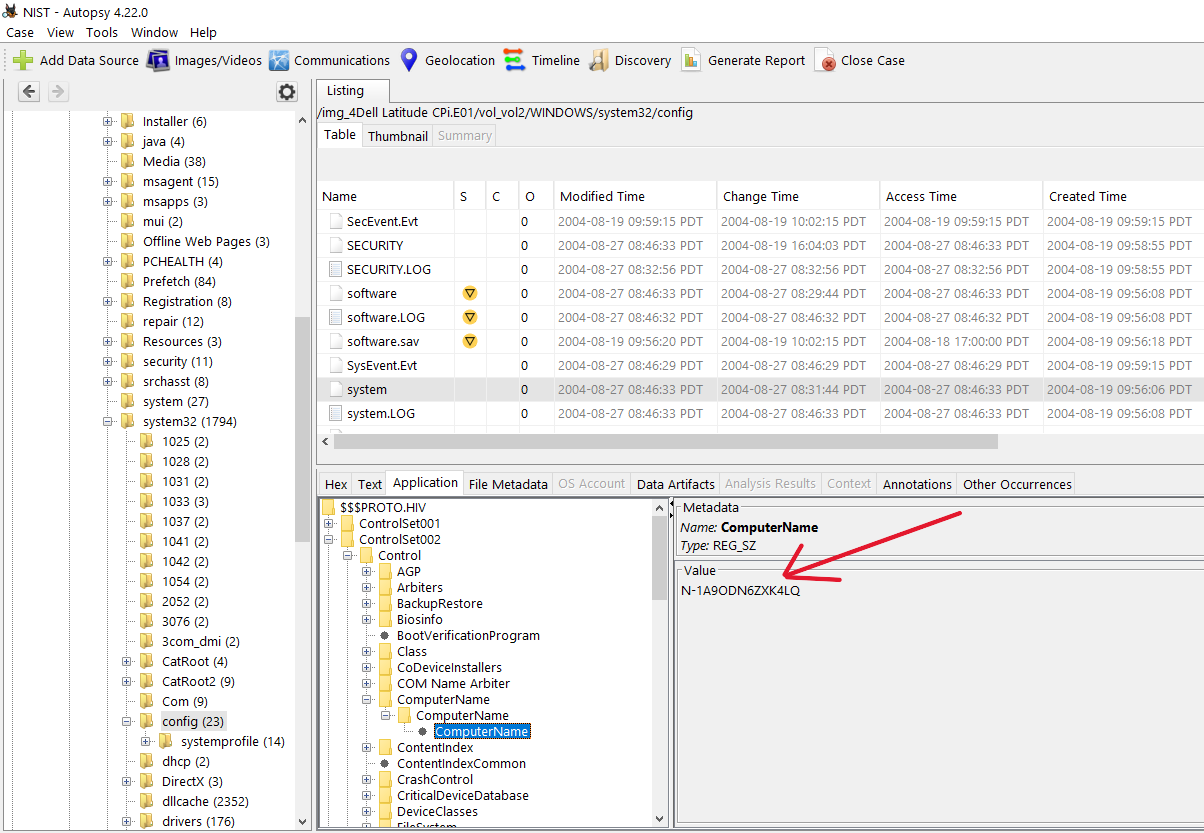 NIST - Autopsy 4.22.0
Case View Tools Window Help
Add Data Source Images/Videos Communications Geolocation Timeline Discovery Generate Report Close Case
Installer (6)
java (4)
Media (38)
msagent (15)
msapps (3)
mui (2)
Offline Web Pages (3)
PCHEALTH (4)
Prefetch (84)
Registration (8)
repair (12)
Resources (3)
security (11)
srchasst (8)
system (27)
system32 (1794)
1025 (2)
1028 (2)
1031 (2)
1033 (3)
1037 (2)
1041 (2)
1042 (2)
1054 (2)
2052 (2)
3076 (2)
3com_dmi (2)
CatRoot (4)
CatRoot2 (9)
Com (9)
config (23)
systemprofile (14)
dhcp (2)
DirectX (3)
dllcache (2352)
drivers (176)
Listing
/img_4Dell Latitude CPi.E01/vol_vol2/WINDOWS/system32/config
Table Thumbnail Summary
Name S C O Modified Time Change Time Access Time Created Time
SecEvent.Evt 0 2004-08-19 09:59:15 PDT 2004-08-19 10:02:15 PDT 2004-08-19 09:59:15 PDT 2004-08-19 09:59:15 PDT
SECURITY 0 2004-08-27 08:46:33 PDT 2004-08-19 16:04:03 PDT 2004-08-27 08:46:33 PDT 2004-08-19 09:58:55 PDT
SECURITY.LOG 0 2004-08-27 08:32:56 PDT 2004-08-27 08:32:56 PDT 2004-08-27 08:32:56 PDT 2004-08-19 09:58:55 PDT
software 0 2004-08-27 08:46:33 PDT 2004-08-27 08:29:44 PDT 2004-08-27 08:46:33 PDT 2004-08-19 09:56:08 PDT
software.LOG 0 2004-08-27 08:46:32 PDT 2004-08-27 08:46:32 PDT 2004-08-27 08:46:32 PDT 2004-08-19 09:56:08 PDT
software.sav 0 2004-08-19 09:56:20 PDT 2004-08-19 10:02:15 PDT 2004-08-18 17:00:00 PDT 2004-08-19 09:56:18 PDT
SysEvent.Evt 0 2004-08-27 08:46:29 PDT 2004-08-27 08:46:29 PDT 2004-08-27 08:46:29 PDT 2004-08-19 09:59:15 PDT
system 0 2004-08-27 08:46:33 PDT 2004-08-27 08:31:44 PDT 2004-08-27 08:46:33 PDT 2004-08-19 09:56:06 PDT
system.LOG 0 2004-08-27 08:46:33 PDT 2004-08-27 08:46:33 PDT 2004-08-27 08:46:33 PDT 2004-08-19 09:56:08 PDT
Hex Text Application File Metadata OS Account Data Artifacts Analysis Results Context Annotations Other Occurrences
$$$PROTO.HIV
ControlSet001
ControlSet002
Control
AGP
Arbiters
BackupRestore
Biosinfo
BootVerificationProgram
Class
CoDeviceInstallers
COM Name Arbiter
ComputerName
ComputerName
ComputerName
ContentIndex
ContentIndexCommon
CrashControl
CriticalDeviceDatabase
DeviceClasses
FileSystem
Metadata
Name: ComputerName
Type: REG_SZ
Value
N-1A9ODN6ZXK4LQ